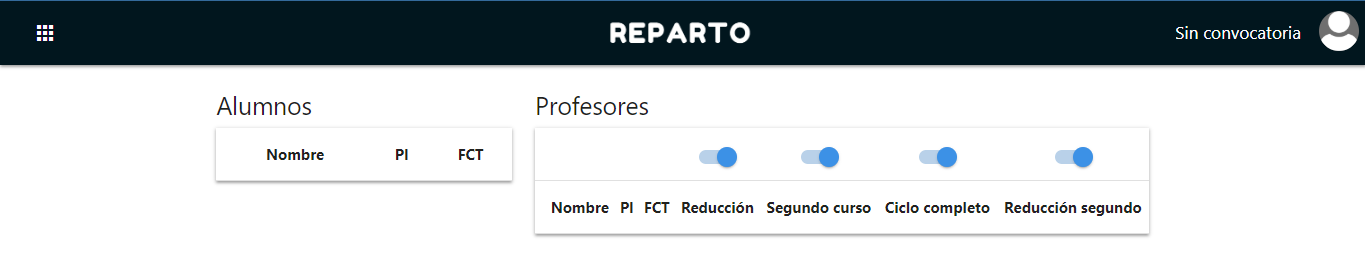 REPARTO
Sin convocatoria
Alumnos
Nombre PI FCT
Profesores
Nombre PI FCT Reducción Segundo curso Ciclo completo Reducción segundo